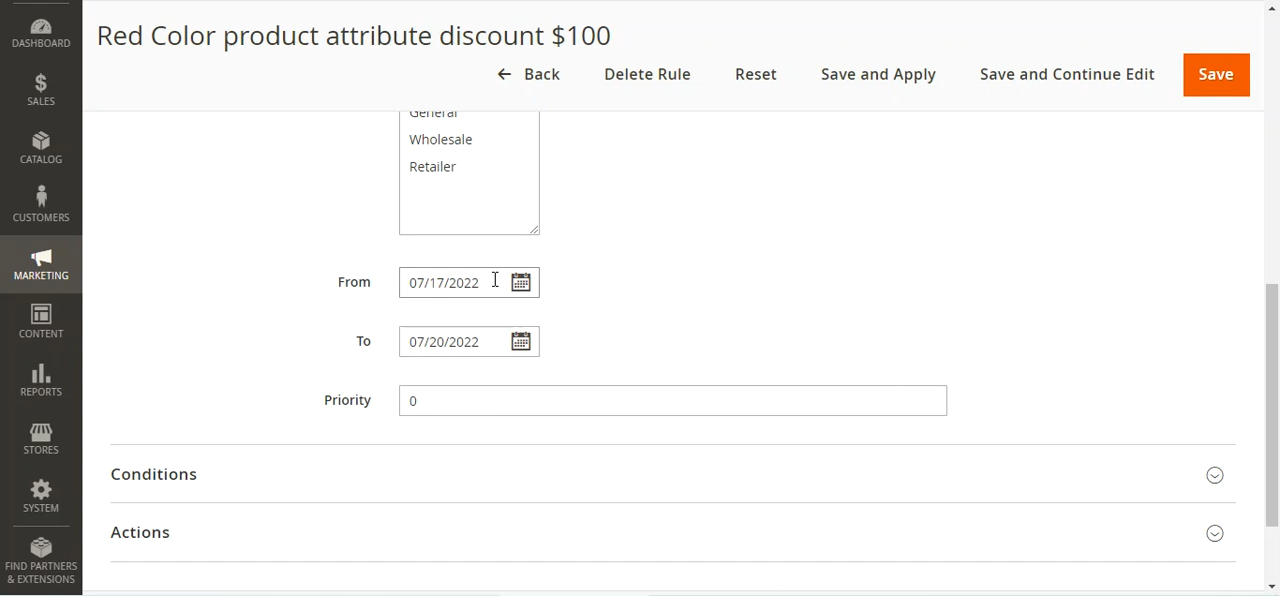 Red Color product attribute discount $100
← Back
Delete Rule
Reset
Save and Apply
Save and Continue Edit
Save
DASHBOARD
SALES
CATALOG
CUSTOMERS
MARKETING
CONTENT
REPORTS
STORES
SYSTEM
FIND PARTNERS
& EXTENSIONS
General
Wholesale
Retailer
From
07/17/2022
To
07/20/2022
Priority
0
Conditions
Actions